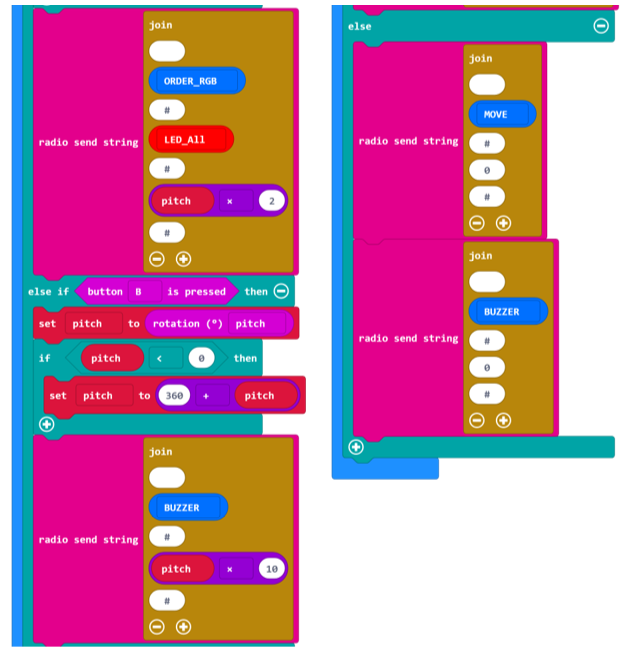 join
ORDER_RGB
#
LED_All
radio send string
#
pitch × 2
#
else if button B is pressed then
set pitch to rotation (°) pitch
if pitch < 0 then
set pitch to 360 + pitch
join
BUZZER
radio send string
#
pitch × 10
#
else
join
MOVE
radio send string
#
0
#
join
BUZZER
radio send string
#
0
#